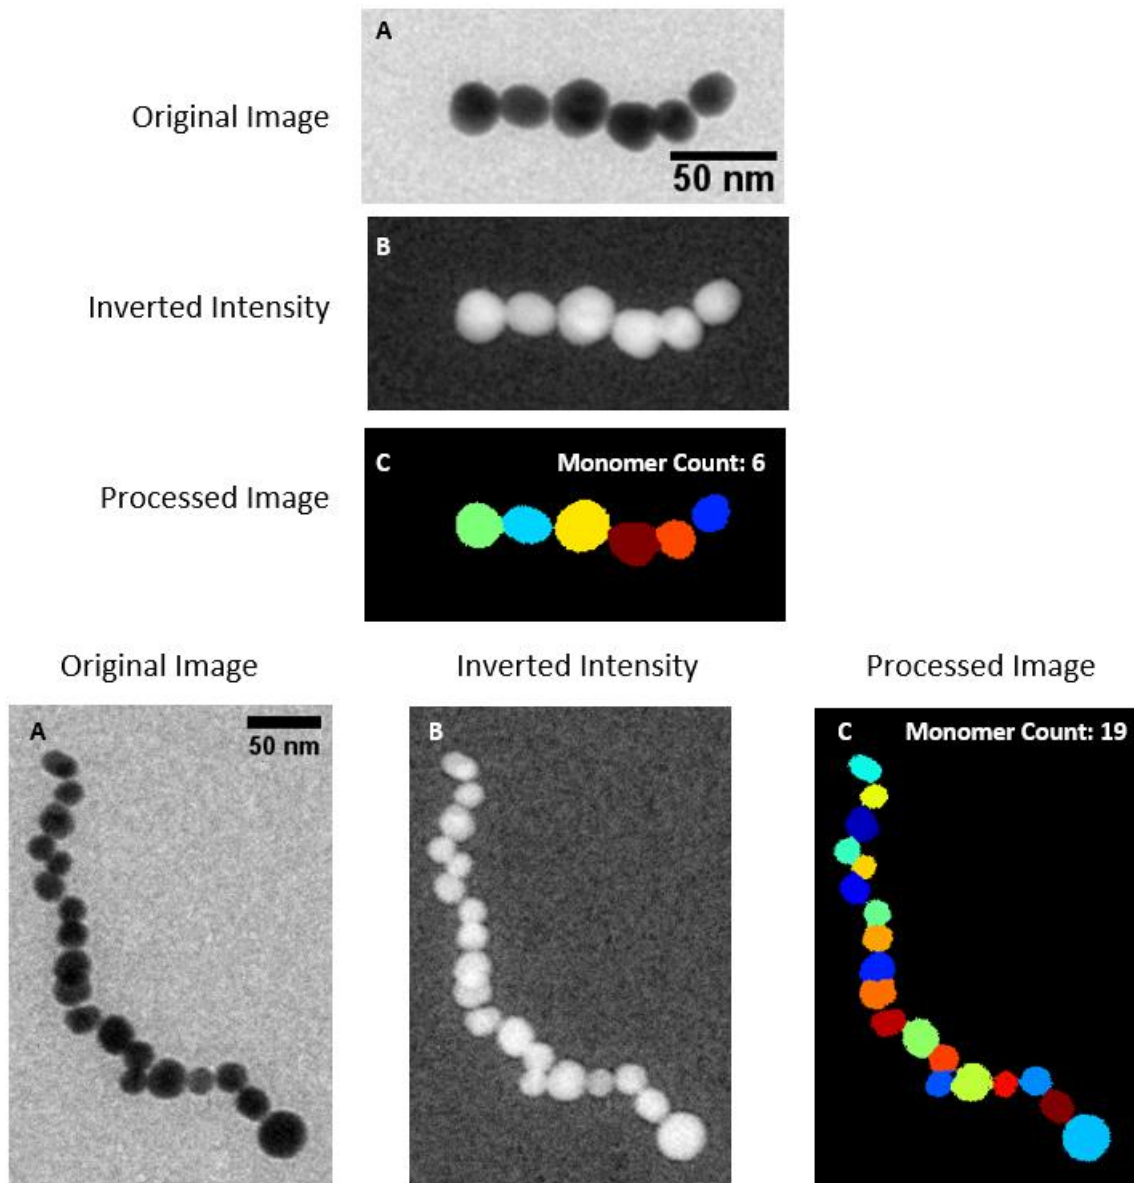 A
Original Image
50 nm
B
Inverted Intensity
C Monomer Count: 6
Processed Image
Original Image Inverted Intensity Processed Image
A B C Monomer Count: 19
50 nm